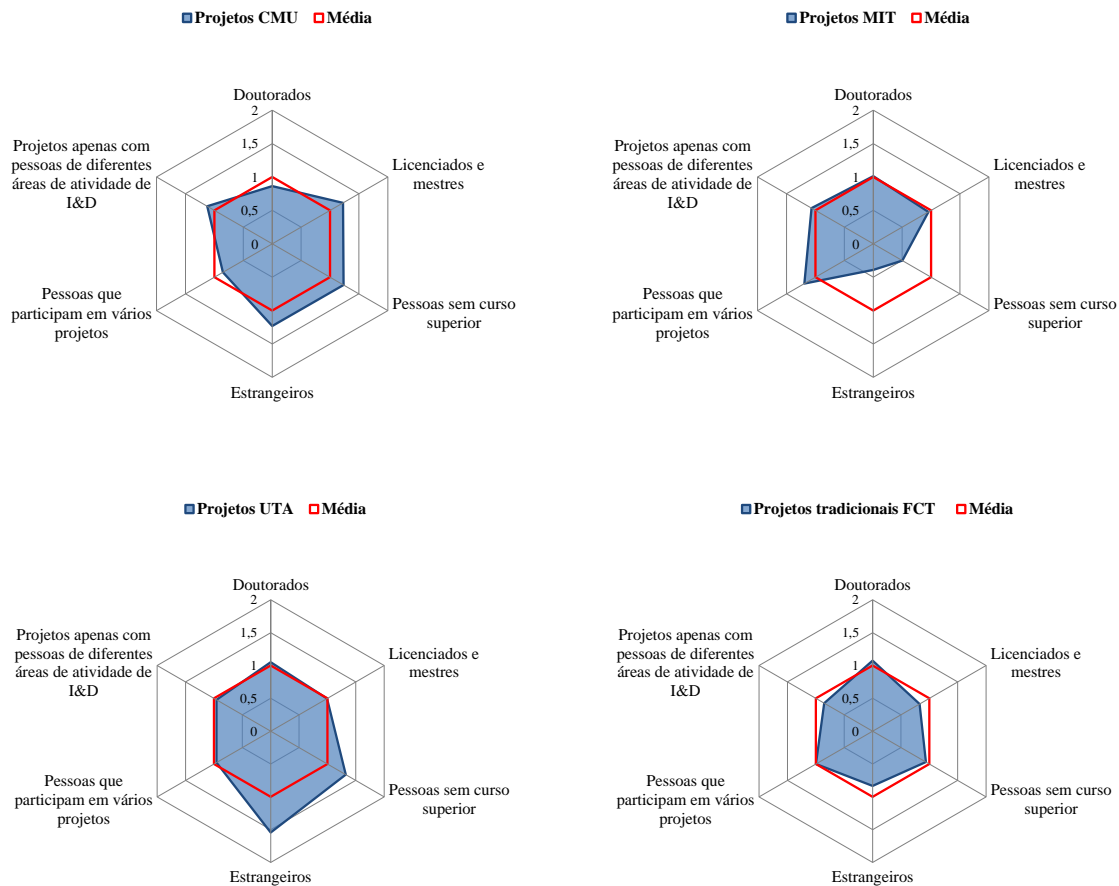 Projetos CMU Média
Doutorados
2
1,5
1
0,5
0
Licenciados e
mestres
Pessoas sem curso
superior
Estrangeiros
Pessoas que
participam em vários
projetos
Projetos apenas com
pessoas de diferentes
áreas de atividade de
I&D
Projetos MIT Média
Doutorados
2
1,5
1
0,5
0
Licenciados e
mestres
Pessoas sem curso
superior
Estrangeiros
Pessoas que
participam em vários
projetos
Projetos apenas com
pessoas de diferentes
áreas de atividade de
I&D
Projetos UTA Média
Doutorados
2
1,5
1
0,5
0
Licenciados e
mestres
Pessoas sem curso
superior
Estrangeiros
Pessoas que
participam em vários
projetos
Projetos apenas com
pessoas de diferentes
áreas de atividade de
I&D
Projetos tradicionais FCT Média
Doutorados
2
1,5
1
0,5
0
Licenciados e
mestres
Pessoas sem curso
superior
Estrangeiros
Pessoas que
participam em vários
projetos
Projetos apenas com
pessoas de diferentes
áreas de atividade de
I&D